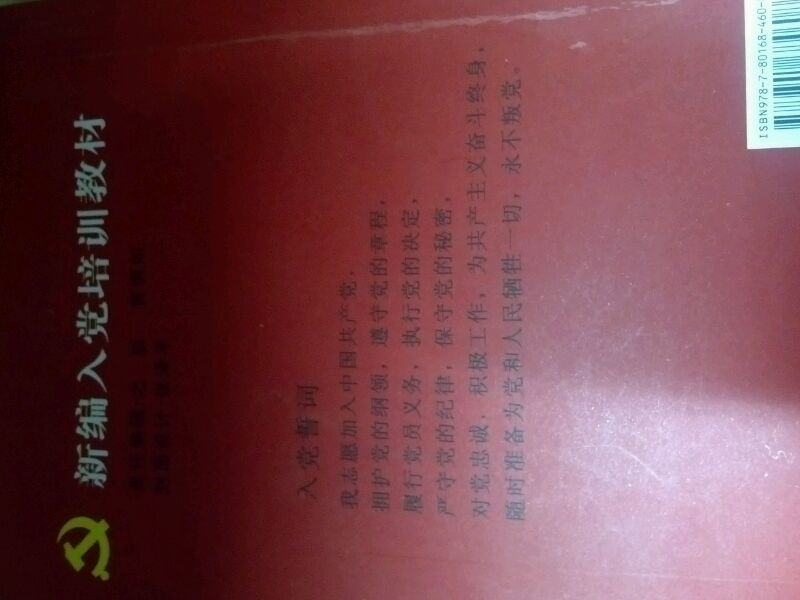 新编入党培训教材
入党誓词
我志愿加入中国共产党，
拥护党的纲领，遵守党的章程，
履行党员义务，执行党的决定，
严守党的纪律，保守党的秘密，
对党忠诚，积极工作，为共产主义奋斗终身，
随时准备为党和人民牺牲一切，永不叛党。
ISBN978-7-80168-460-